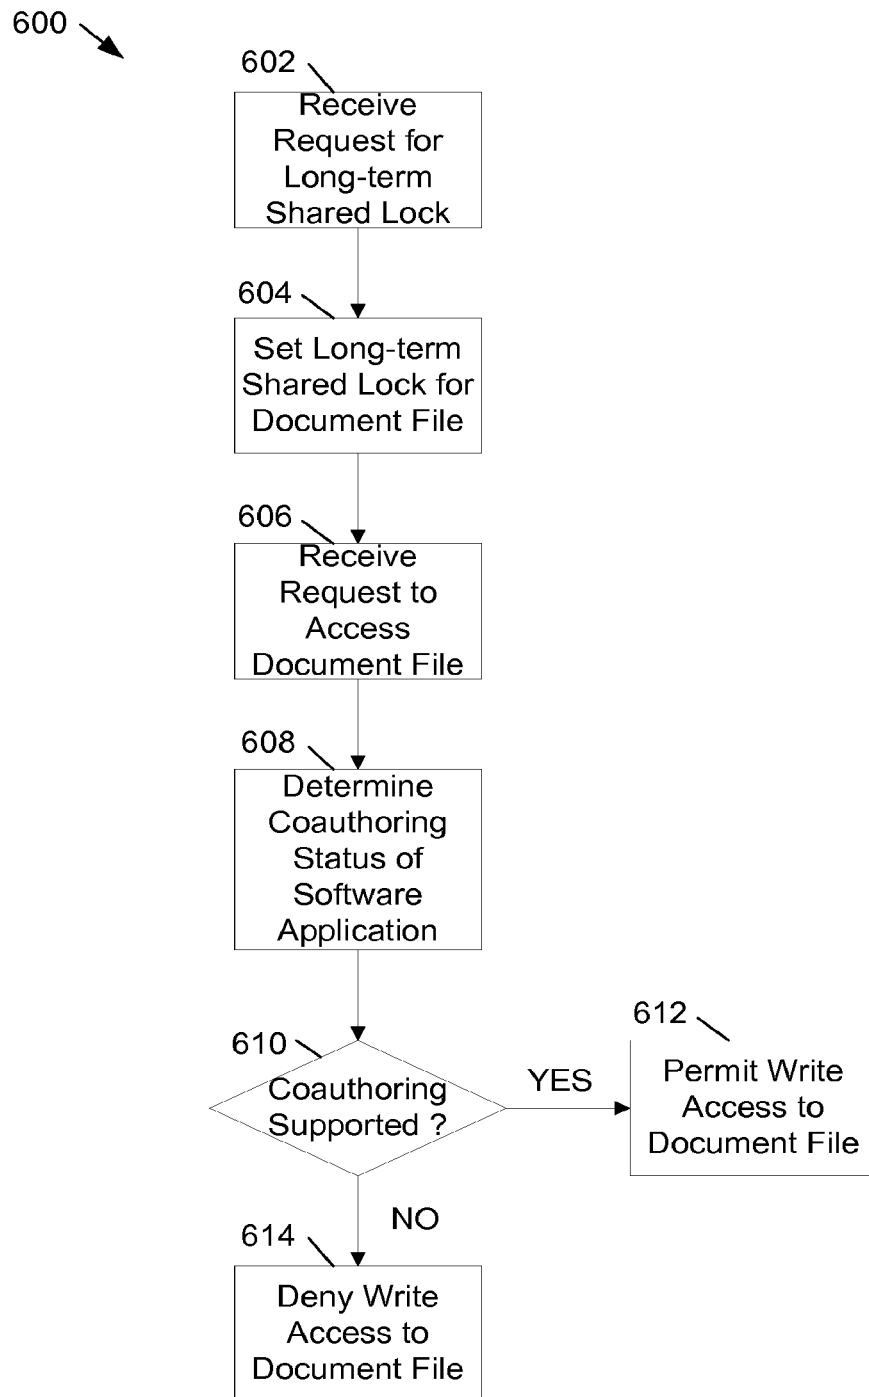 600
602
Receive
Request for
Long-term
Shared Lock
604
Set Long-term
Shared Lock for
Document File
606
Receive
Request to
Access
Document File
608
Determine
Coauthoring
Status of
Software
Application
610
Coauthoring
Supported ?
YES
612
Permit Write
Access to
Document File
NO
614
Deny Write
Access to
Document File